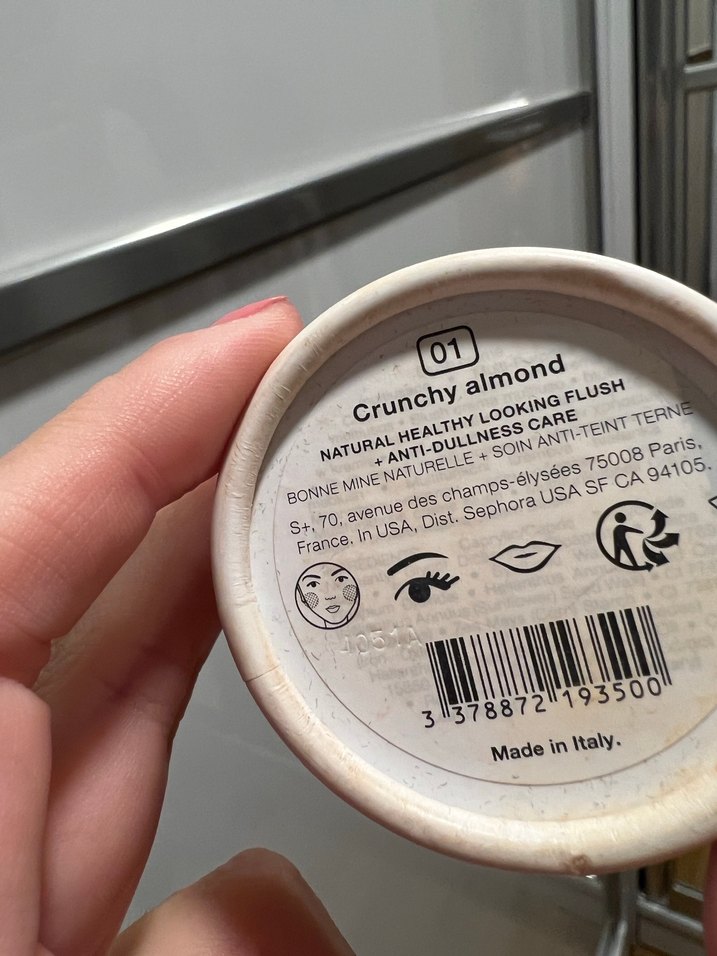 01
Crunchy almond
NATURAL HEALTHY LOOKING FLUSH
+ ANTI-DULLNESS CARE
BONNE MINE NATURELLE + SOIN ANTI-TEINT TERNE
S+, 70, avenue des champs-élysées 75008 Paris,
France, In USA, Dist. Sephora USA SF CA 94105.
4051A
3 378872 193500
Made in Italy.